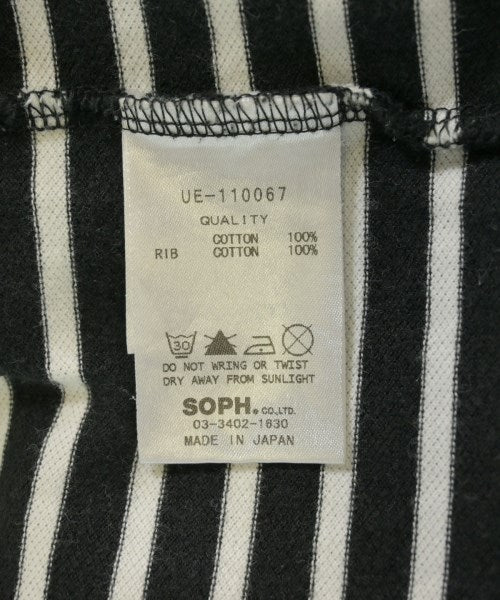 UE-110067
QUALITY
COTTON 100%
RIB COTTON 100%
30
DO NOT WRING OR TWIST
DRY AWAY FROM SUNLIGHT
SOPH. CO.,LTD.
03-3402-1630
MADE IN JAPAN